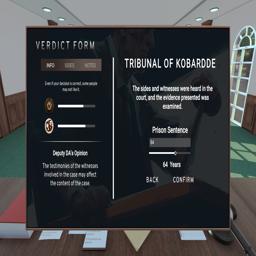 VERDICT FORM
INFO
SIDES
NOTES
Even if your decision is correct, some people
may not like it.
Deputy DA's Opinion
The testimonies of the witnesses
involved in the case may affect
the content of the case.
TRIBUNAL OF KOBARDDE
The sides and witnesses were heard in the
court, and the evidence presented was
examined.
Prison Sentence
64
64 Years
BACK
CONFIRM